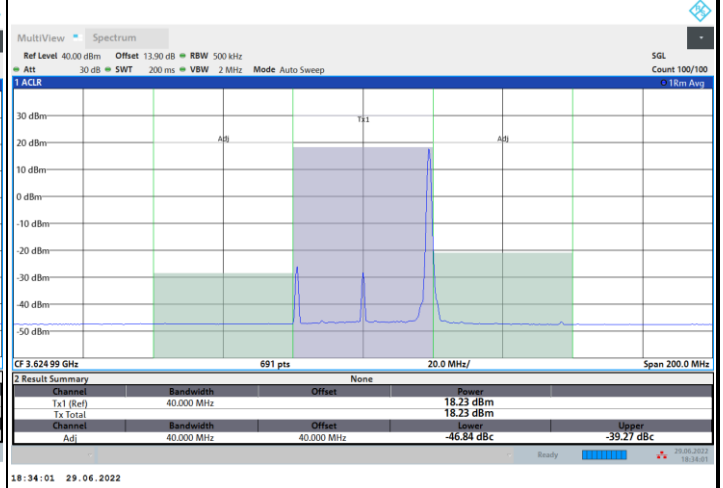 MultiView Spectrum
Ref Level 40.00 dBm Offset 13.90 dB RBW 500 kHz SGL
Att 30 dB SWT 200 ms VBW 2 MHz Mode Auto Sweep Count 100/100
1 ACLR 1Rm Avg
Tx1
Adj Adj
30 dBm
20 dBm
10 dBm
0 dBm
-10 dBm
-20 dBm
-30 dBm
-40 dBm
-50 dBm
CF 3.624 99 GHz 691 pts 20.0 MHz/ Span 200.0 MHz
2 Result Summary None
Channel Bandwidth Offset Power
Tx1 (Ref) 40.000 MHz 18.23 dBm
Tx Total 18.23 dBm
Channel Bandwidth Offset Lower Upper
Adj 40.000 MHz 40.000 MHz -46.84 dBc -39.27 dBc
Ready 29.06.2022
18:34:01
18:34:01 29.06.2022